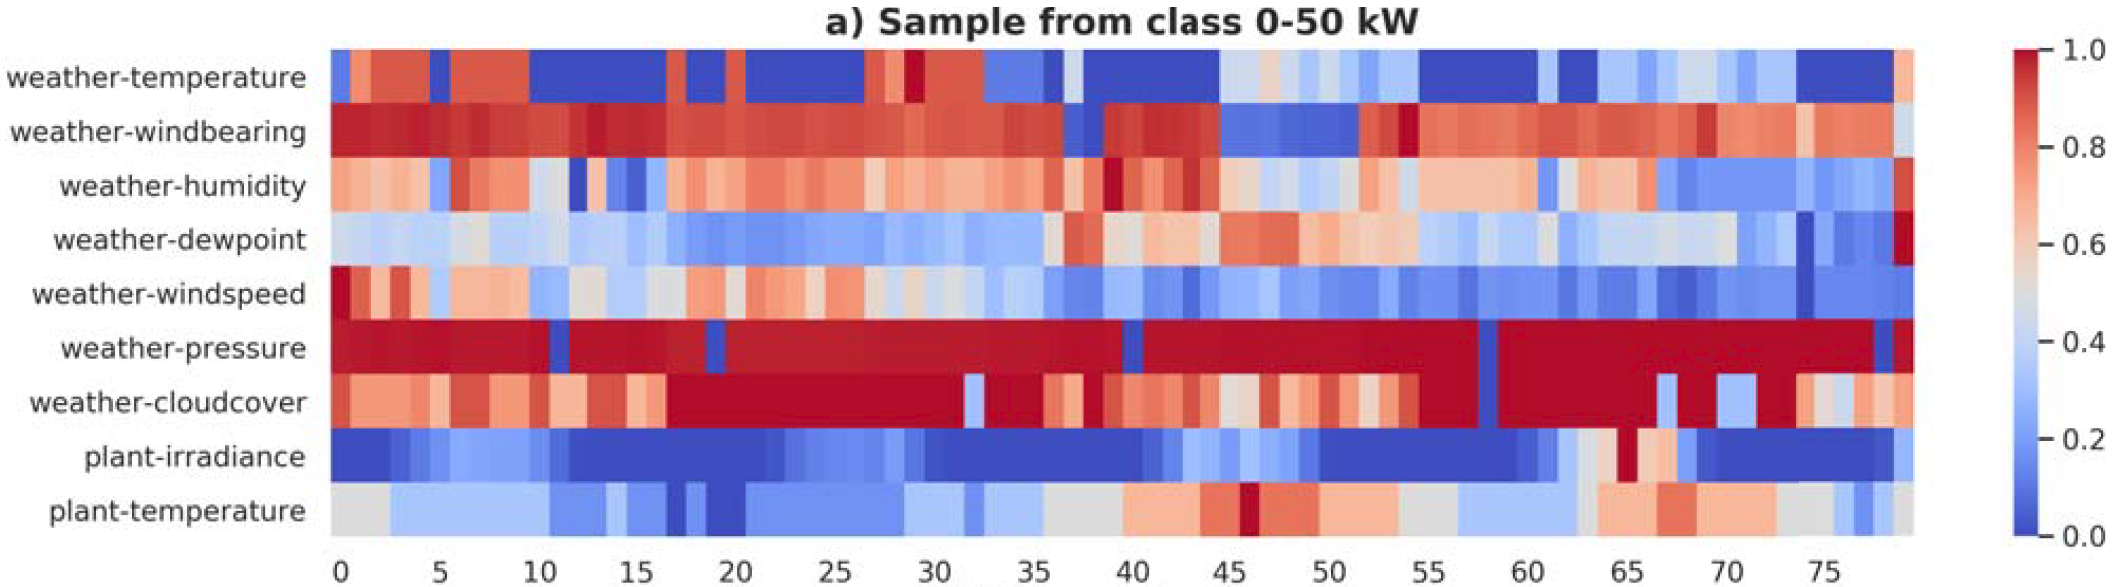 a) Sample from class 0-50 kW
weather-temperature
weather-windbearing
weather-humidity
weather-dewpoint
weather-windspeed
weather-pressure
weather-cloudcover
plant-irradiance
plant-temperature
0 5 10 15 20 25 30 35 40 45 50 55 60 65 70 75
1.0
0.8
0.6
0.4
0.2
0.0